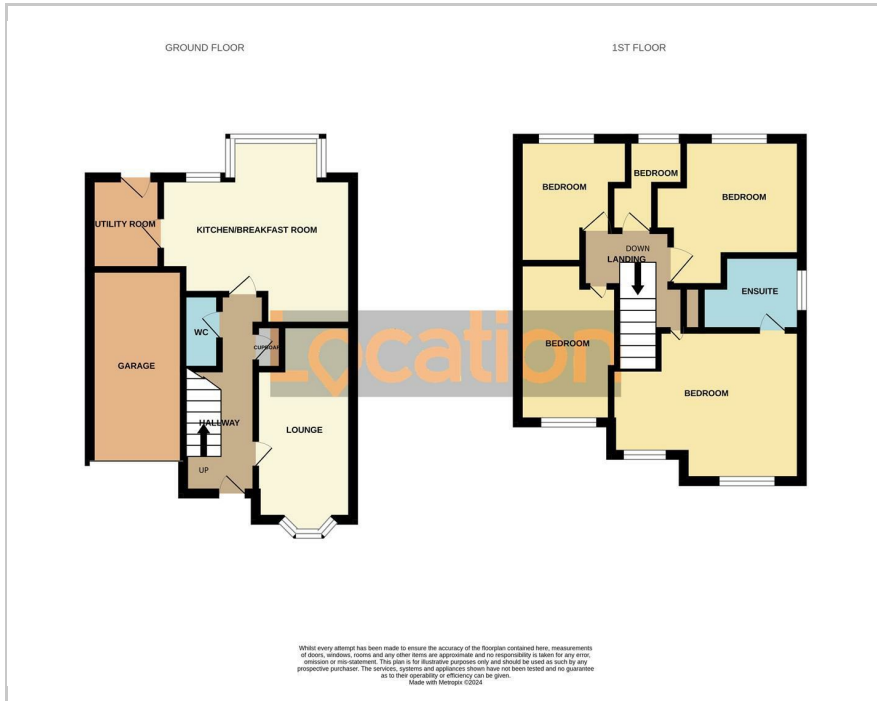 GROUND FLOOR
1ST FLOOR
UTILITY ROOM
KITCHEN/BREAKFAST ROOM
WC
CUPBOARD
GARAGE
HALLWAY
LOUNGE
UP
BEDROOM
BEDROOM
BEDROOM
DOWN
LANDING
ENSUITE
BEDROOM
BEDROOM
Location
Whilst every attempt has been made to ensure the accuracy of the floorplan contained here, measurements
of doors, windows, rooms and any other items are approximate and no responsibility is taken for any error,
omission or mis-statement. This plan is for illustrative purposes only and should be used as such by any
prospective purchaser. The services, systems and appliances shown have not been tested and no guarantee
as to their operability or efficiency can be given.
Made with Metropix ©2024